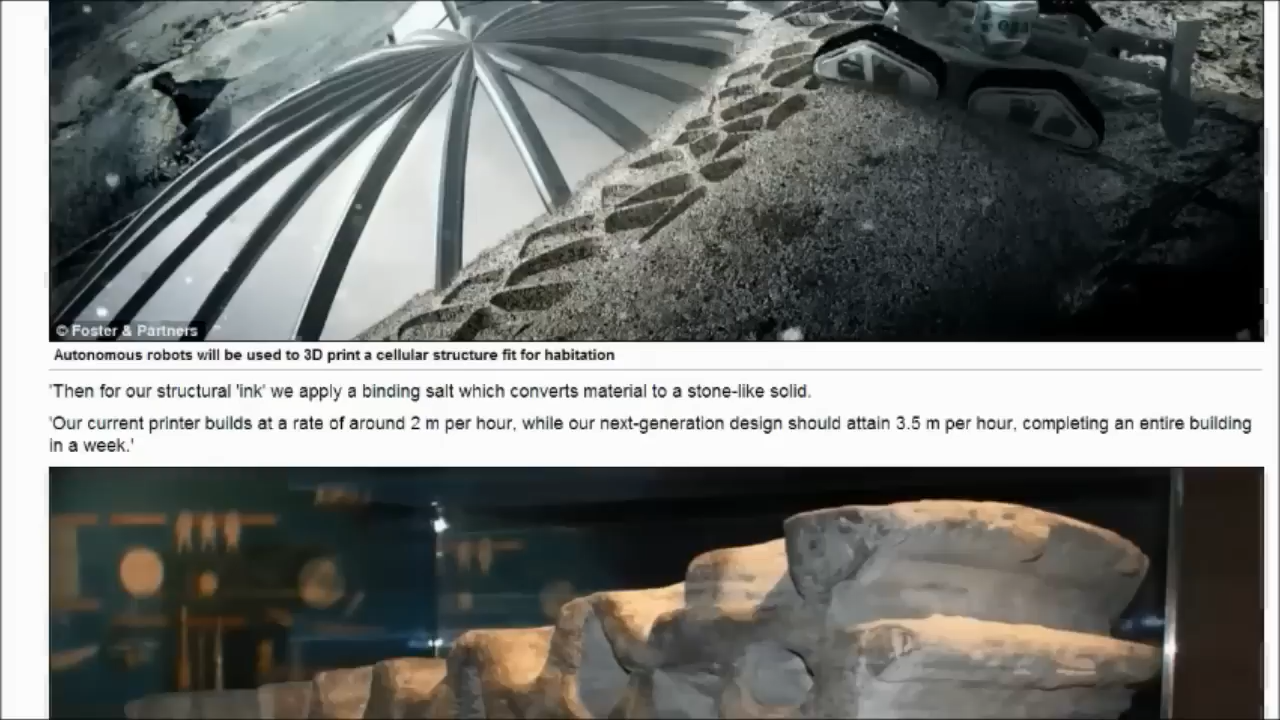 © Foster & Partners
Autonomous robots will be used to 3D print a cellular structure fit for habitation
'Then for our structural 'ink' we apply a binding salt which converts material to a stone-like solid.
'Our current printer builds at a rate of around 2 m per hour, while our next-generation design should attain 3.5 m per hour, completing an entire building
in a week.'